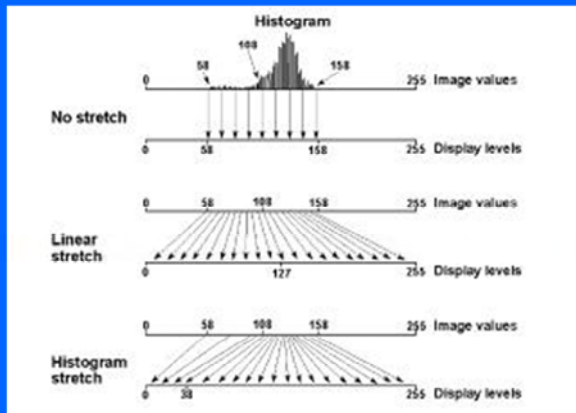 Histogram
108
58
158
0
255 Image values
No stretch
0
58
158
255 Display levels
0
58
108
158
255 Image values
Linear stretch
0
127
255 Display levels
0
58
108
158
255 Image values
Histogram stretch
0
38
255 Display levels